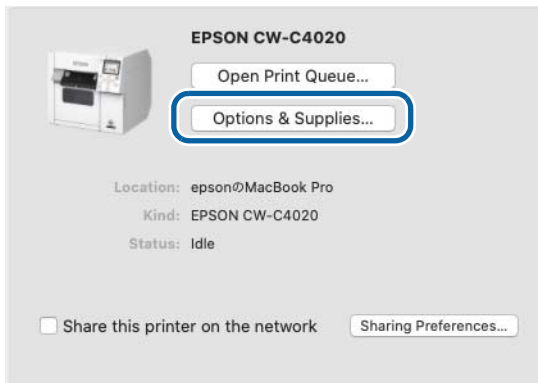 EPSON CW-C4020
Open Print Queue...
Options & Supplies...
Location: epsonのMacBook Pro
Kind: EPSON CW-C4020
Status: Idle
Share this printer on the network
Sharing Preferences...